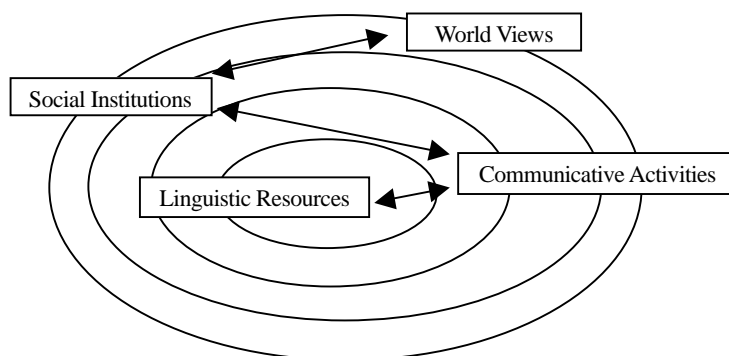 World Views
Social Institutions
Communicative Activities
Linguistic Resources